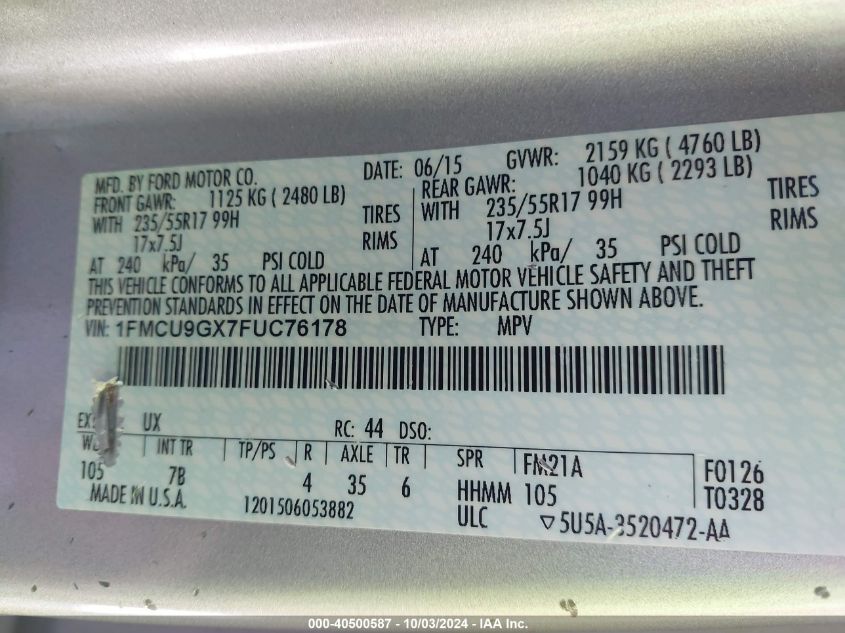 MFD. BY FORD MOTOR CO. DATE: 06/15 GVWR: 2159 KG ( 4760 LB)
FRONT GAWR: 1125 KG ( 2480 LB) REAR GAWR: 1040 KG ( 2293 LB)
WITH 235/55R17 99H TIRES WITH 235/55R17 99H TIRES
17x7.5J RIMS 17x7.5J RIMS
AT 240 kPa/ 35 PSI COLD AT 240 kPa/ 35 PSI COLD
THIS VEHICLE CONFORMS TO ALL APPLICABLE FEDERAL MOTOR VEHICLE SAFETY AND THEFT
PREVENTION STANDARDS IN EFFECT ON THE DATE OF MANUFACTURE SHOWN ABOVE.
VIN: 1FMCU9GX7FUC76178 TYPE: MPV
UX RC: 44 DSO:
INT TR TP/PS R AXLE TR SPR FM21A F0126
105 7B 4 35 6 HHMM 105 T0328
MADE IN U.S.A. 1201506053882 ULC ▽5U5A-3520472-AA
000-40500587 - 10/03/2024 - IAA Inc.